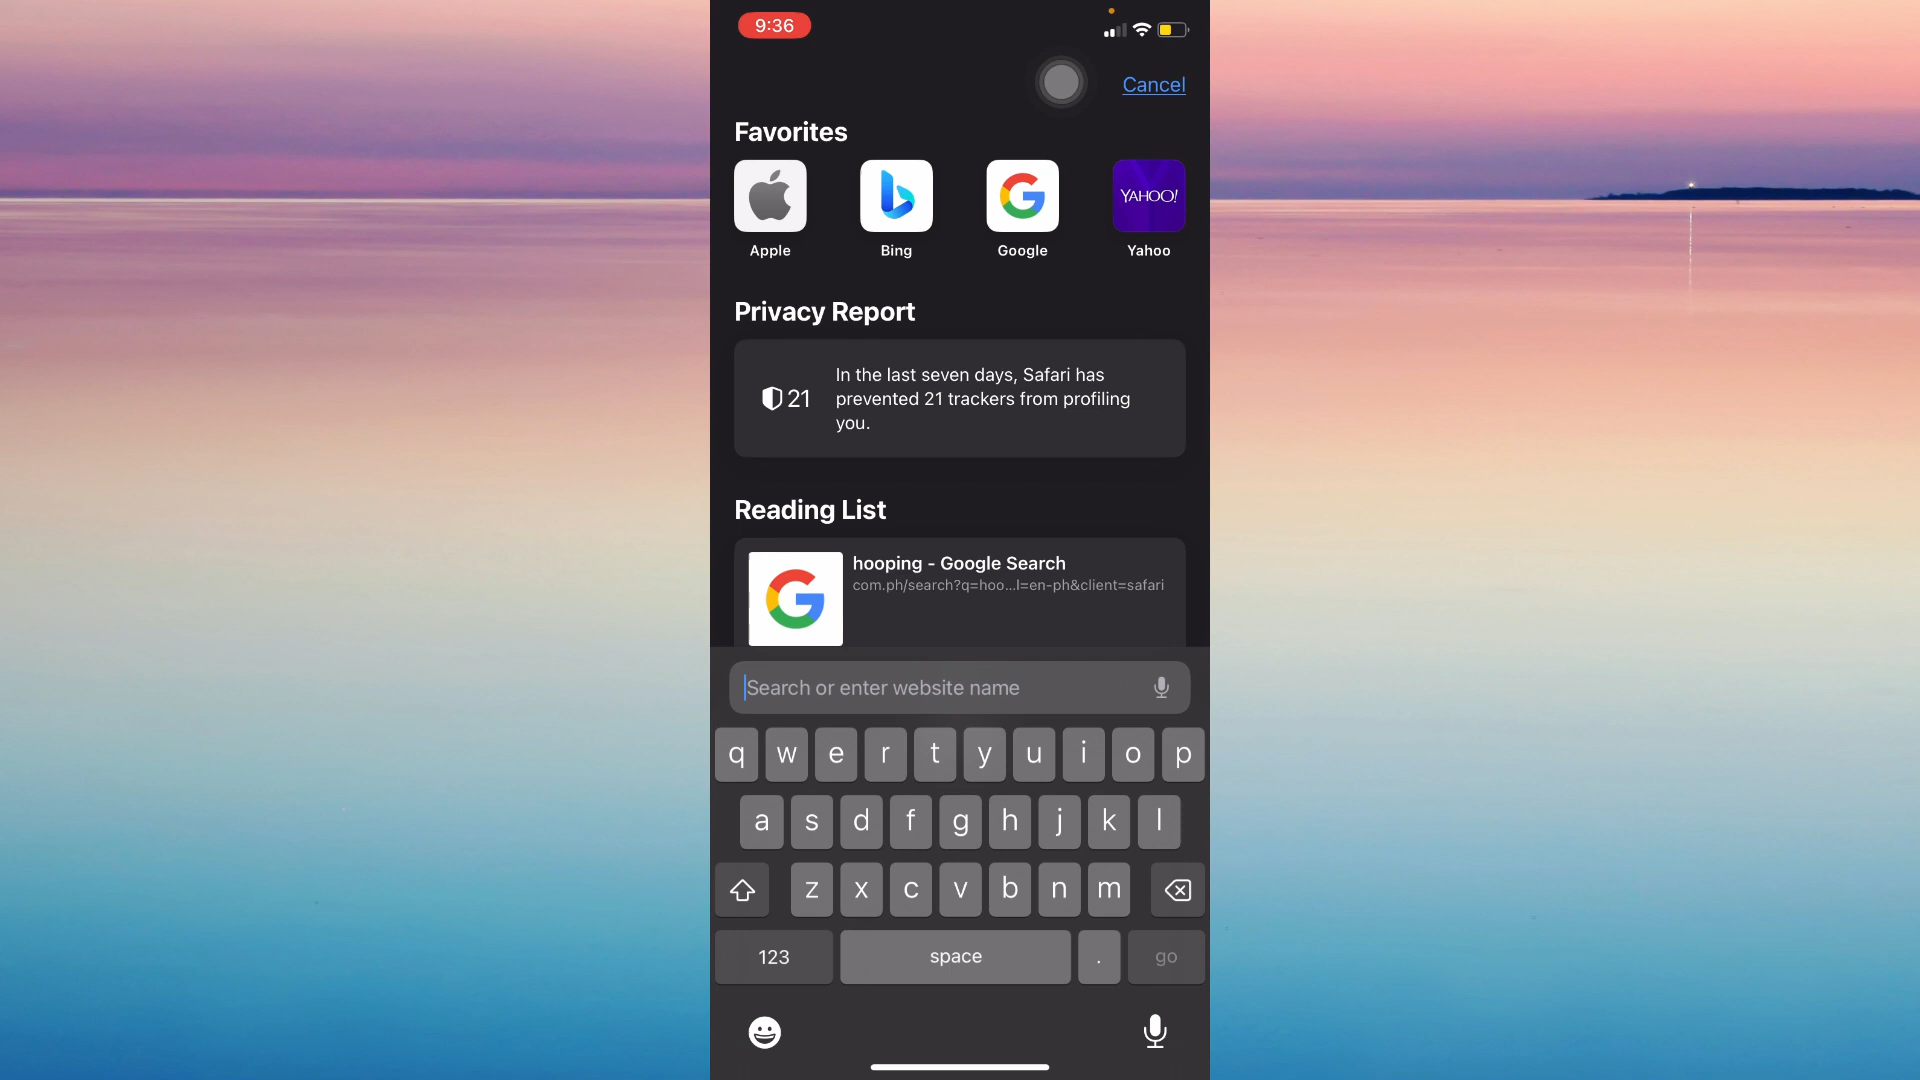 9:36
Cancel
Favorites
YAHOO!
Apple Bing Google Yahoo
Privacy Report
21
In the last seven days, Safari has
prevented 21 trackers from profiling
you.
Reading List
hooping - Google Search
com.ph/search?q=hoo...l=en-ph&client=safari
Search or enter website name
q w e r t y u i o p
a s d f g h j k l
z x c v b n m
123 space . go